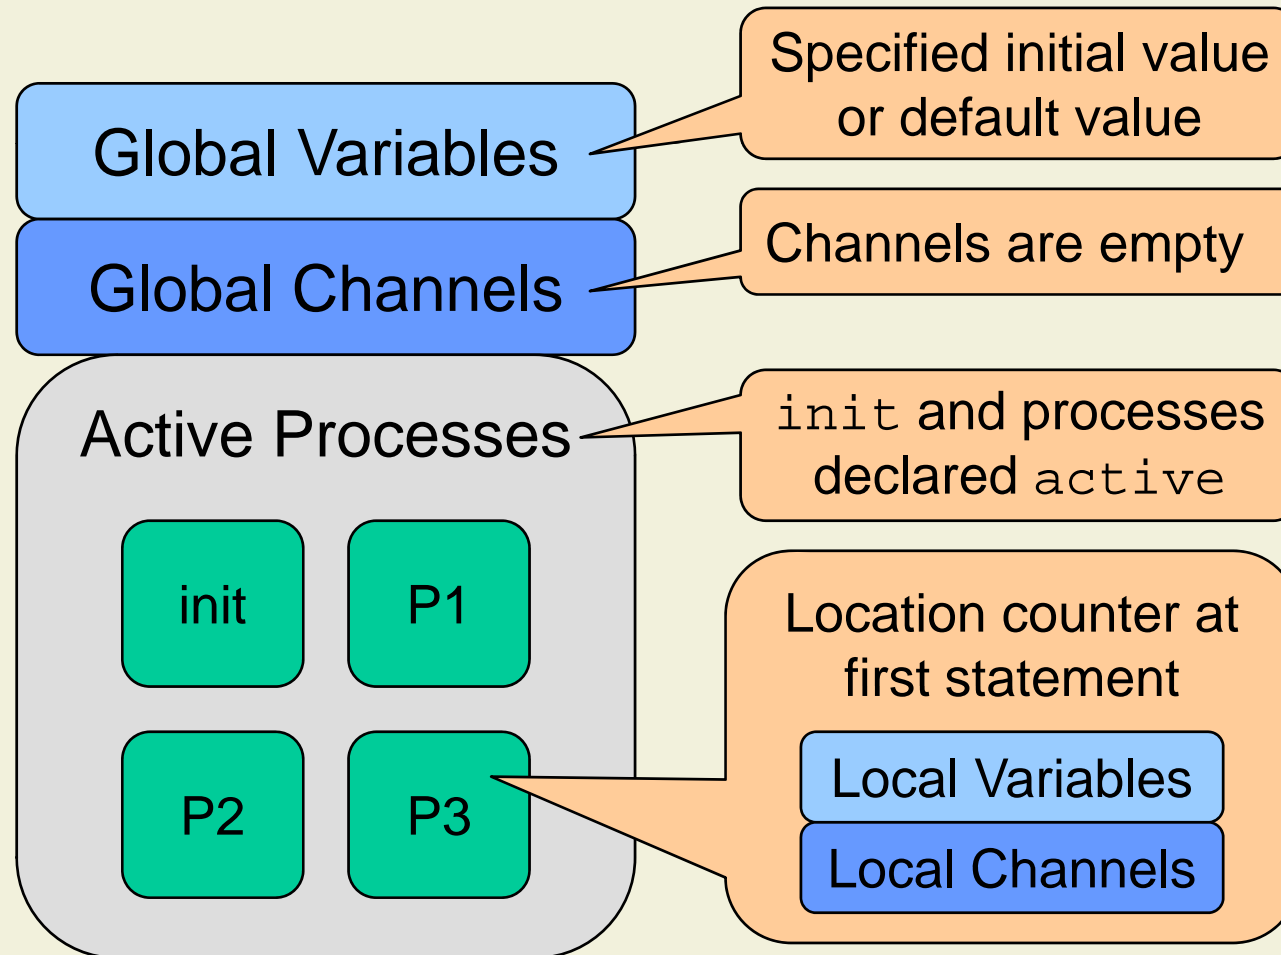 Specified initial value
or default value
Global Variables
Channels are empty
Global Channels
init and processes
declared active
Active Processes
init
P1
Location counter at
first statement
P2
P3
Local Variables
Local Channels